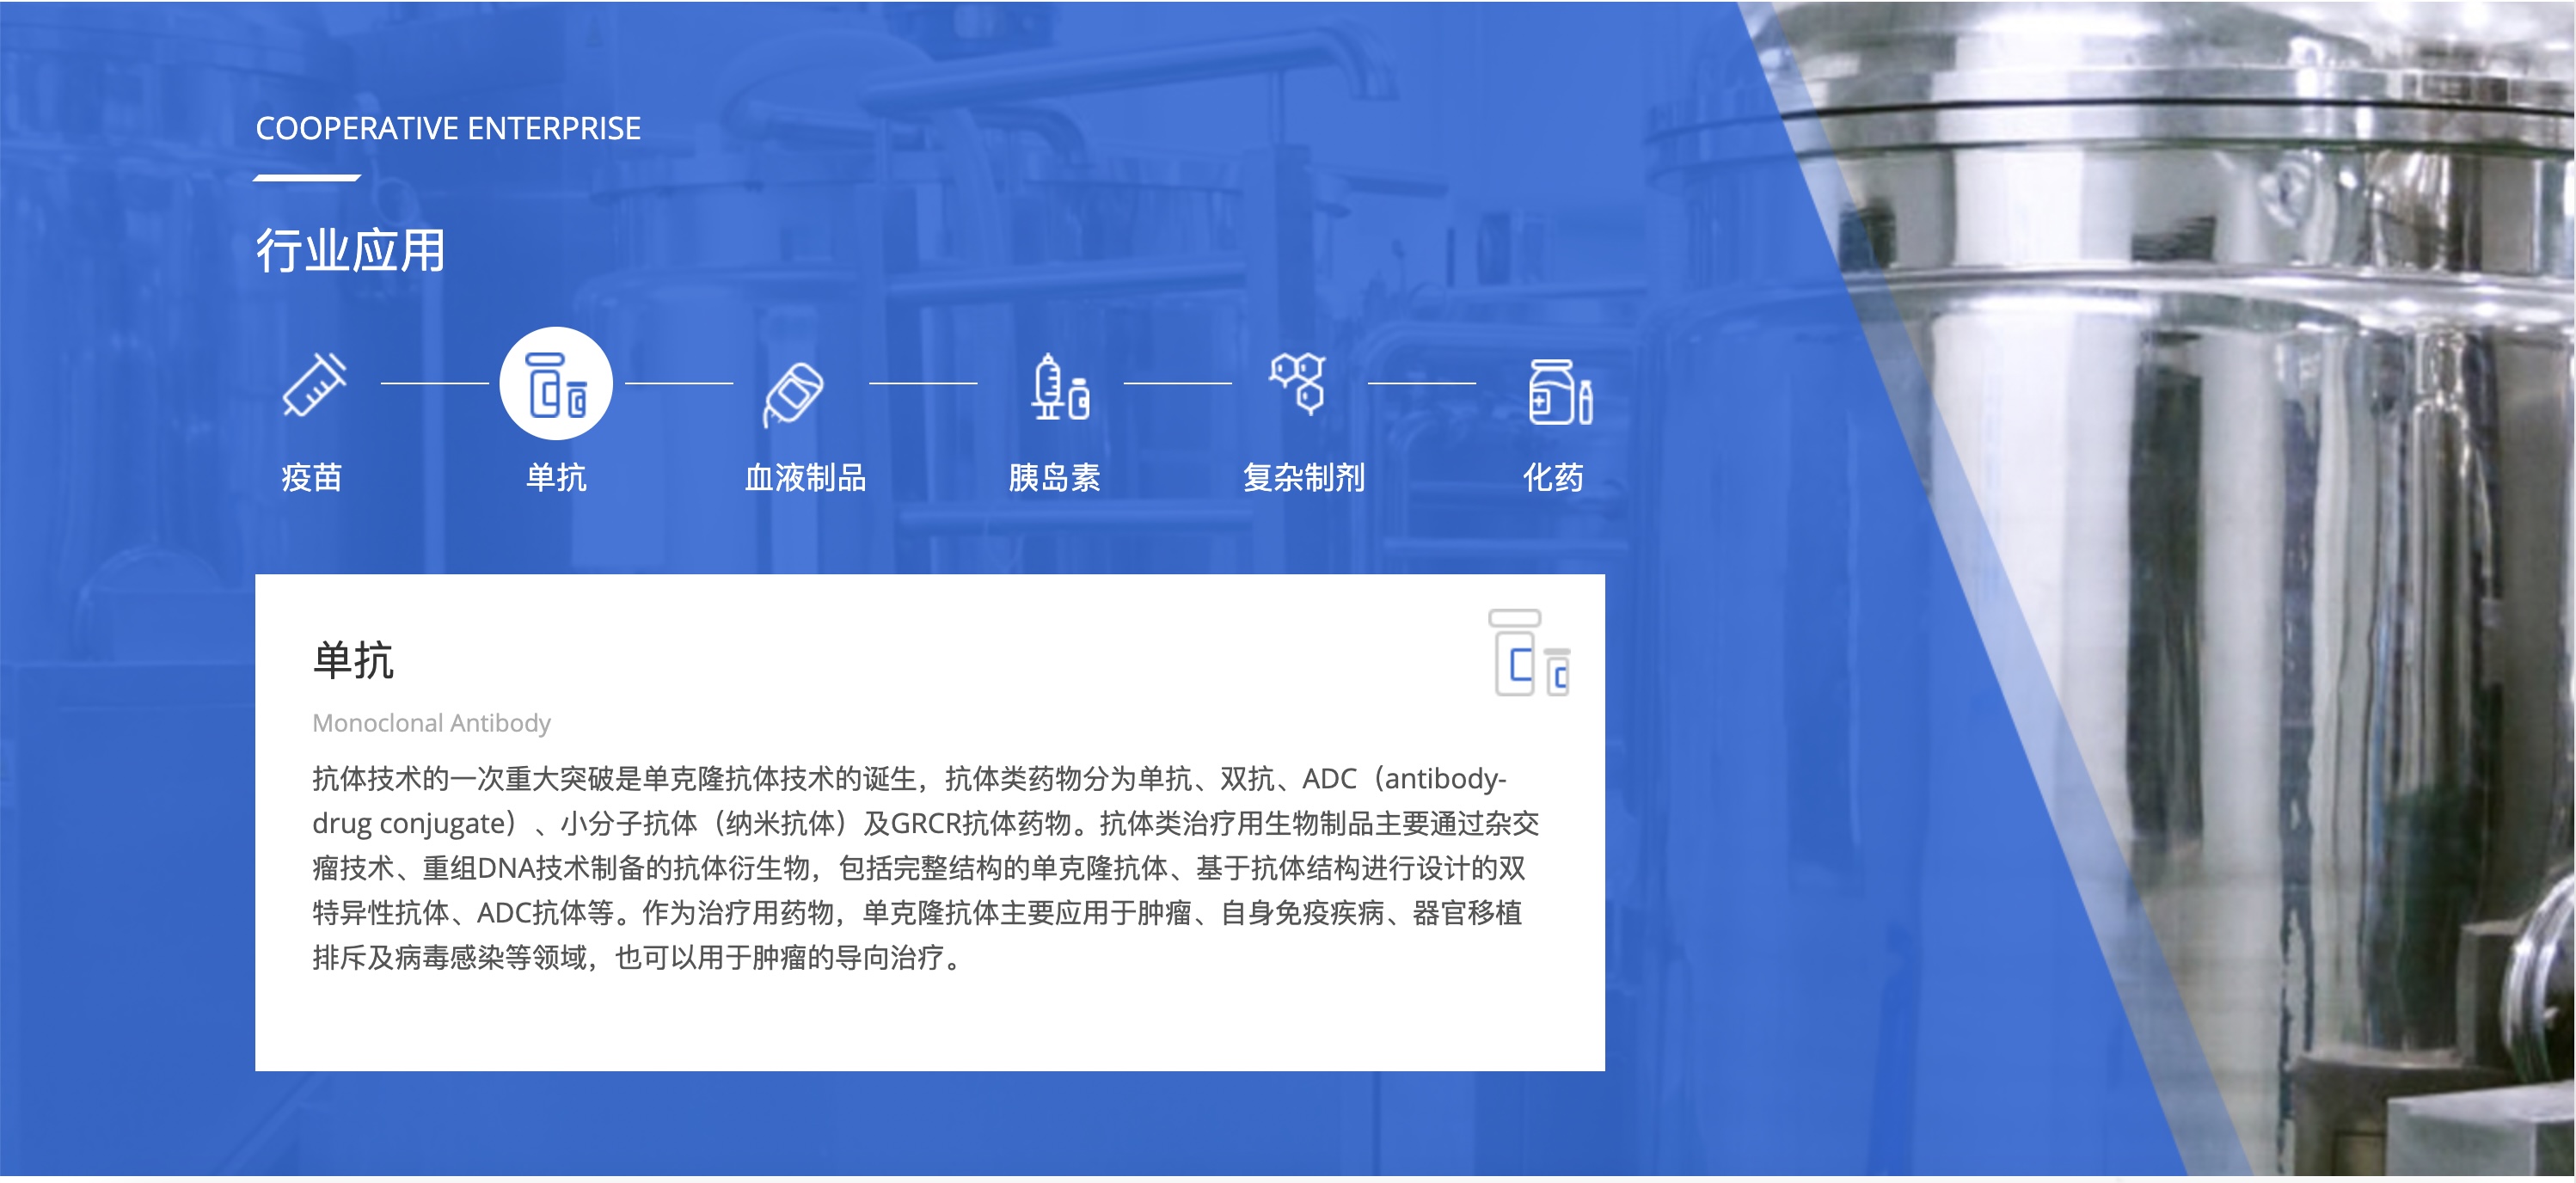 COOPERATIVE ENTERPRISE
行业应用
疫苗
单抗
血液制品
胰岛素
复杂制剂
化药
单抗
Monoclonal Antibody
抗体技术的一次重大突破是单克隆抗体技术的诞生，抗体类药物分为单抗、双抗、ADC（antibody-
drug conjugate）、小分子抗体（纳米抗体）及GRCR抗体药物。抗体类治疗用生物制品主要通过杂交
瘤技术、重组DNA技术制备的抗体衍生物，包括完整结构的单克隆抗体、基于抗体结构进行设计的双
特异性抗体、ADC抗体等。作为治疗用药物，单克隆抗体主要应用于肿瘤、自身免疫疾病、器官移植
排斥及病毒感染等领域，也可以用于肿瘤的导向治疗。